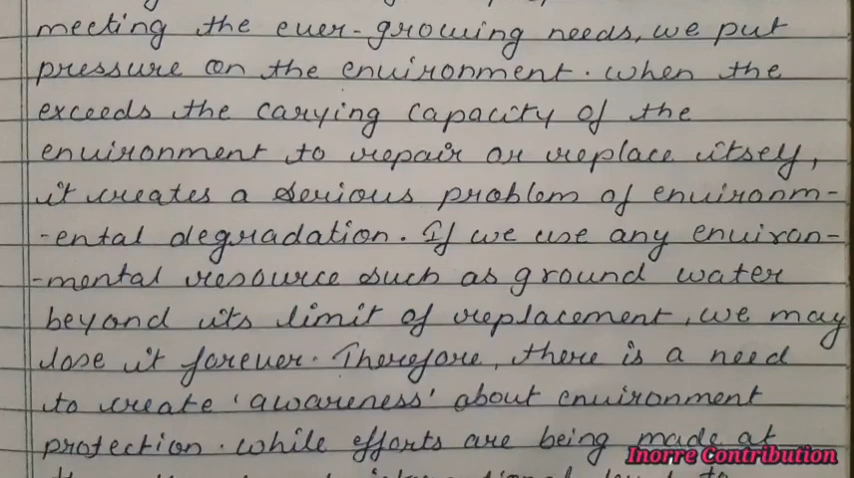 meeting the ever-growing needs, we put
pressure on the environment. when the
exceeds the carying capacity of the
environment to repair or replace itself,
it creates a serious problem of environm-
-ental degradation. If we use any environ-
-mental resource such as ground water
beyond its limit of replacement, we may
lose it forever. Therefore, there is a need
to create 'awareness' about environment
protection. while efforts are being made at
Inorre Contribution